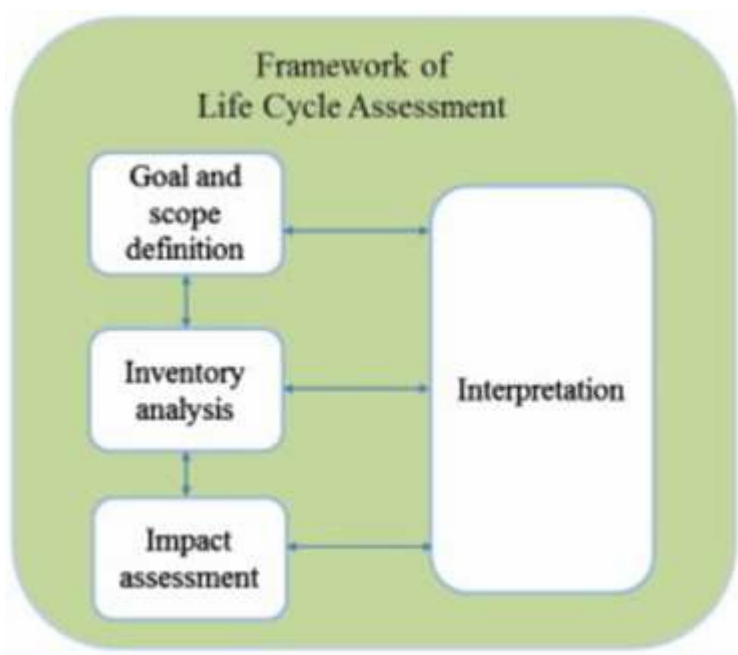 Framework of
Life Cycle Assessment
Goal and
scope
definition
Inventory
analysis
Interpretation
Impact
assessment